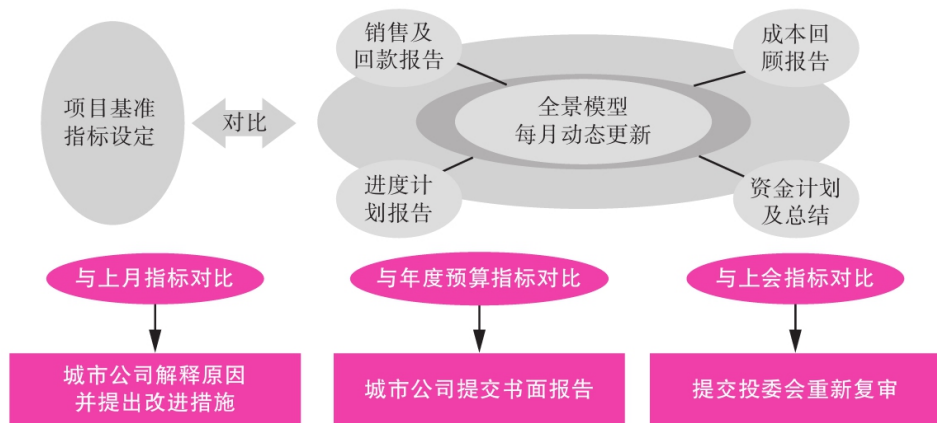 销售及
回款报告
成本回
顾报告
项目基准
指标设定
对比
全景模型
每月动态更新
进度计
划报告
资金计划
及总结
与上月指标对比
与年度预算指标对比
与上会指标对比
城市公司解释原因
并提出改进措施
城市公司提交书面报告
提交投委会重新复审